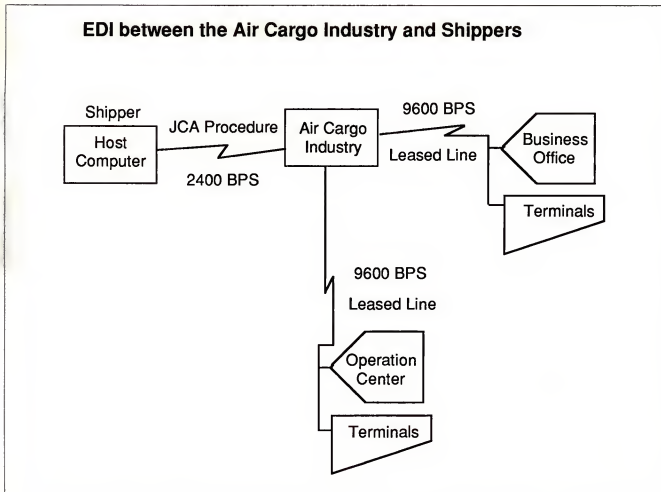 EDI between the Air Cargo Industry and Shippers
Shipper
Host
Computer
JCA Procedure
2400 BPS
Air Cargo
Industry
9600 BPS
Leased Line
Business
Office
Terminals
9600 BPS
Leased Line
Operation
Center
Terminals